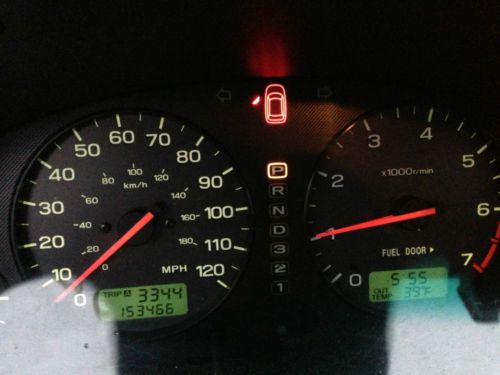 0 10 20 30 40 50 60 70 80 90 100 110 120
0 20 40 60 80 100 120 140 160 180
km/h
MPH
TRIP A 3344
153466
P
R
N
D
3
2
1
0 1 2 3 4 5 6 7
x1000r/min
FUEL DOOR ▶
5:55
OUT TEMP 39°F